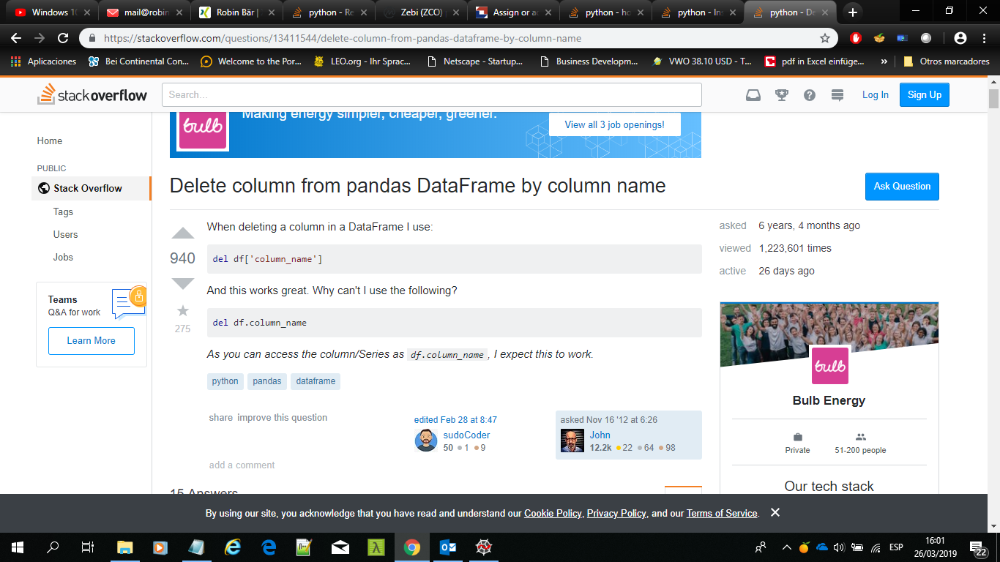 Windows 10
mail@robin
Robin Bär |
python - Re
Zebi (ZCO)
Assign or ac
python - ho
python - Ins
python - De
https://stackoverflow.com/questions/13411544/delete-column-from-pandas-dataframe-by-column-name
Aplicaciones
Bei Continental Con...
Welcome to the Por...
LEO.org - Ihr Sprac...
Netscape - Startup...
Business Developm...
VWO 38.10 USD - T...
pdf in Excel einfüge...
»
Otros marcadores
stackoverflow
Search...
Log In
Sign Up
bulb
Making energy simpler, cheaper, greener.
View all 3 job openings!
Home
PUBLIC
Stack Overflow
Tags
Users
Jobs
Teams
Q&A for work
Learn More
Delete column from pandas DataFrame by column name
Ask Question
940
275
When deleting a column in a DataFrame I use:
del df['column_name']
And this works great. Why can't I use the following?
del df.column_name
As you can access the column/Series as df.column_name, I expect this to work.
python pandas dataframe
share improve this question
edited Feb 28 at 8:47
sudoCoder
50 1 9
asked Nov 16 '12 at 6:26
John
12.2k 22 64 98
add a comment
15 Answers
asked 6 years, 4 months ago
viewed 1,223,601 times
active 26 days ago
bulb
Bulb Energy
Private
51-200 people
Our tech stack
By using our site, you acknowledge that you have read and understand our Cookie Policy, Privacy Policy, and our Terms of Service.
ESP
16:01
26/03/2019
22